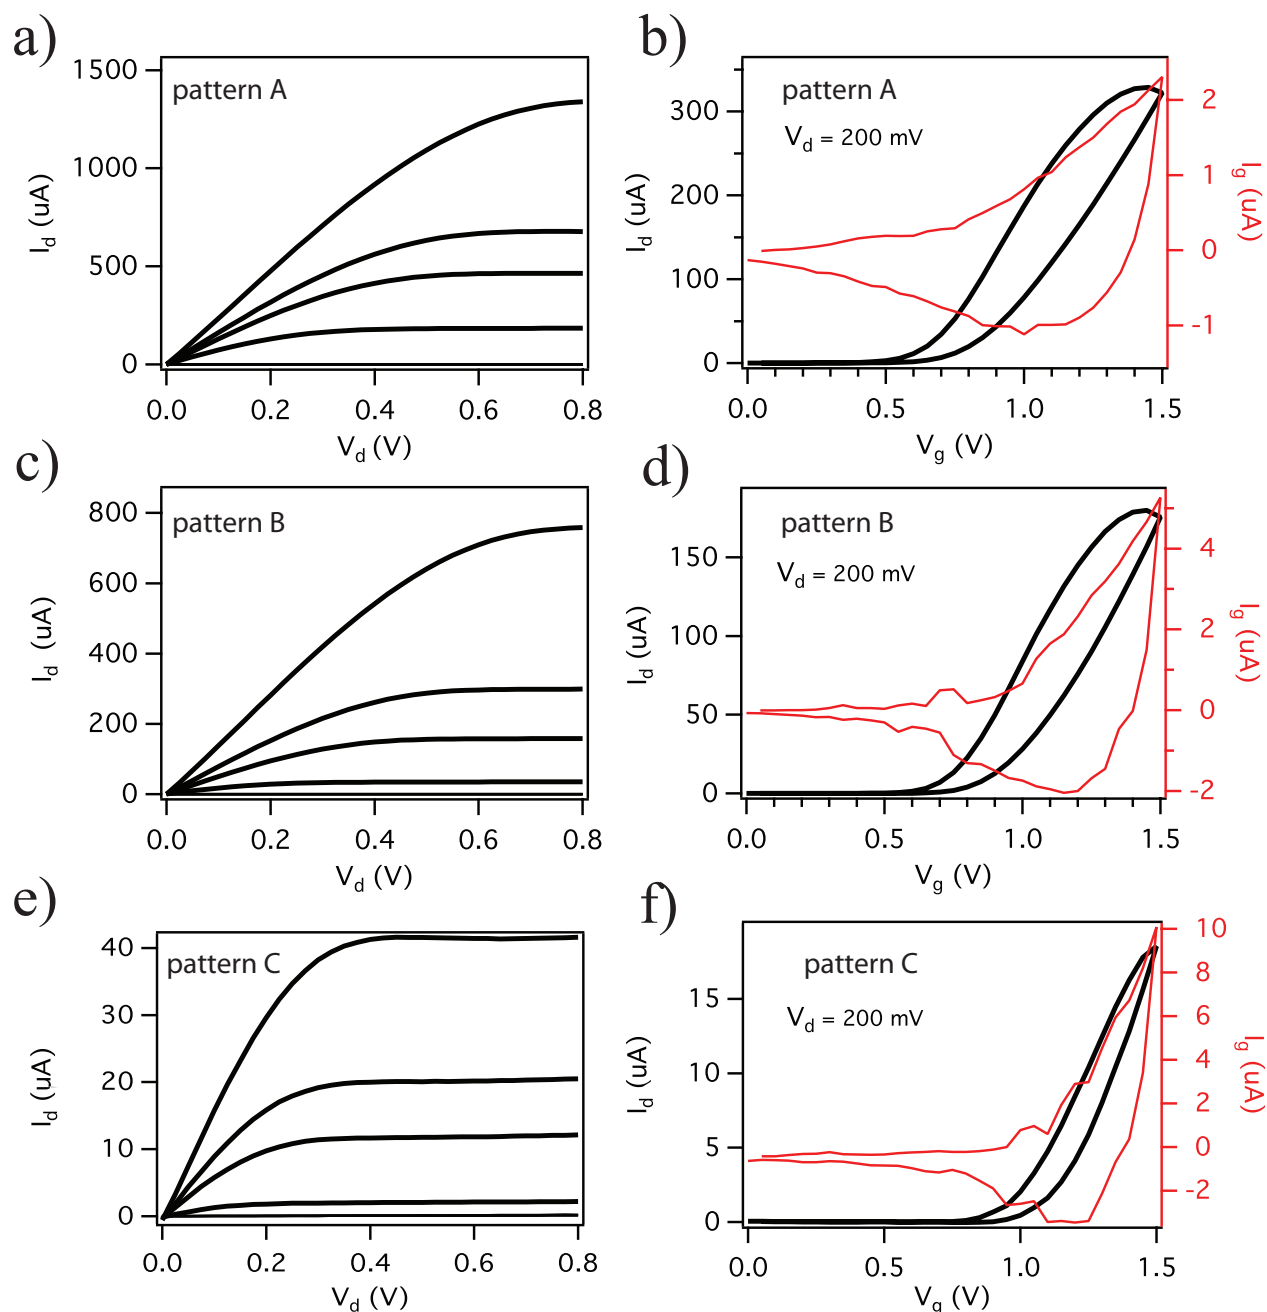 a)
pattern A
1500
1000
500
0
I_d (uA)
0.0 0.2 0.4 0.6 0.8
V_d (V)
b)
pattern A
V_d = 200 mV
300
200
100
0
I_d (uA)
2
1
0
-1
I_g (uA)
0.0 0.5 1.0 1.5
V_g (V)
c)
pattern B
800
600
400
200
0
I_d (uA)
0.0 0.2 0.4 0.6 0.8
V_d (V)
d)
pattern B
V_d = 200 mV
150
100
50
0
I_d (uA)
4
2
0
-2
I_g (uA)
0.0 0.5 1.0 1.5
V_g (V)
e)
pattern C
40
30
20
10
0
I_d (uA)
0.0 0.2 0.4 0.6 0.8
V_d (V)
f)
pattern C
V_d = 200 mV
15
10
5
0
I_d (uA)
10
8
6
4
2
0
-2
I_g (uA)
0.0 0.5 1.0 1.5
V_g (V)